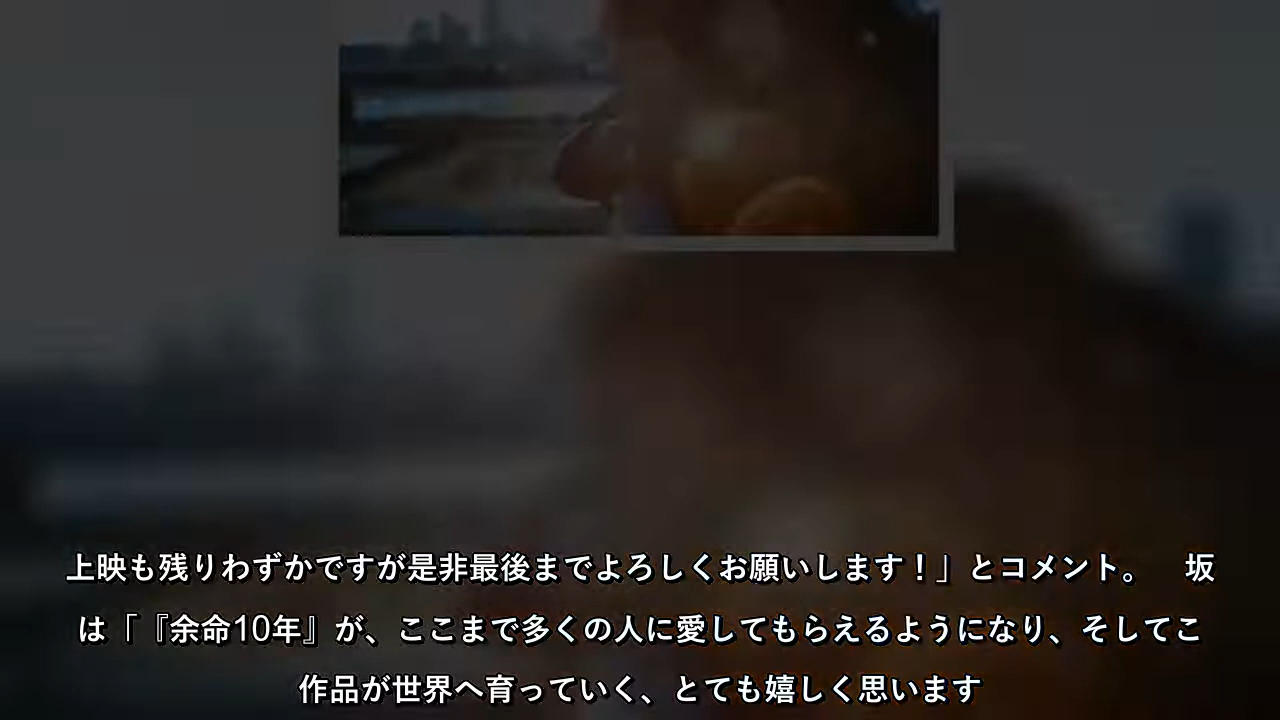 上映も残りわずかですが是非最後までよろしくお願いします！」とコメント。　坂
は「『余命10年』が、ここまで多くの人に愛してもらえるようになり、そしてこ
作品が世界へ育っていく、とても嬉しく思います